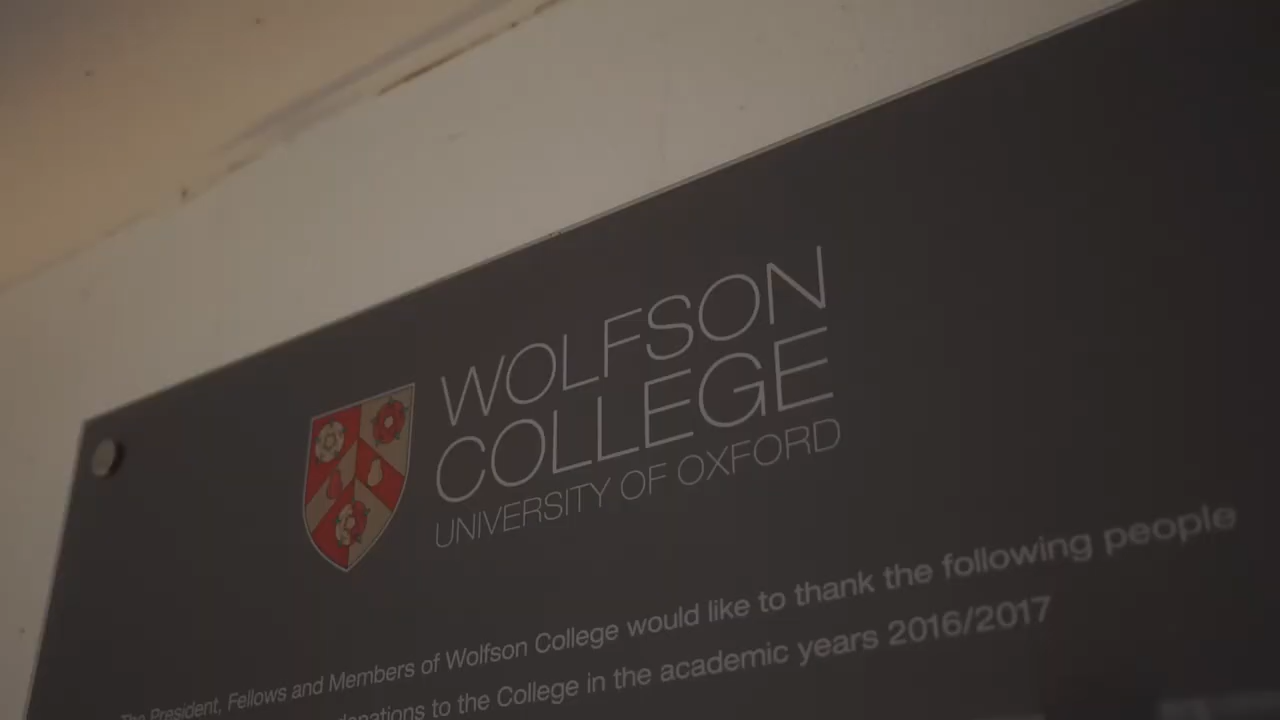 WOLFSON
COLLEGE
UNIVERSITY OF OXFORD
The President, Fellows and Members of Wolfson College would like to thank the following people
donations to the College in the academic years 2016/2017